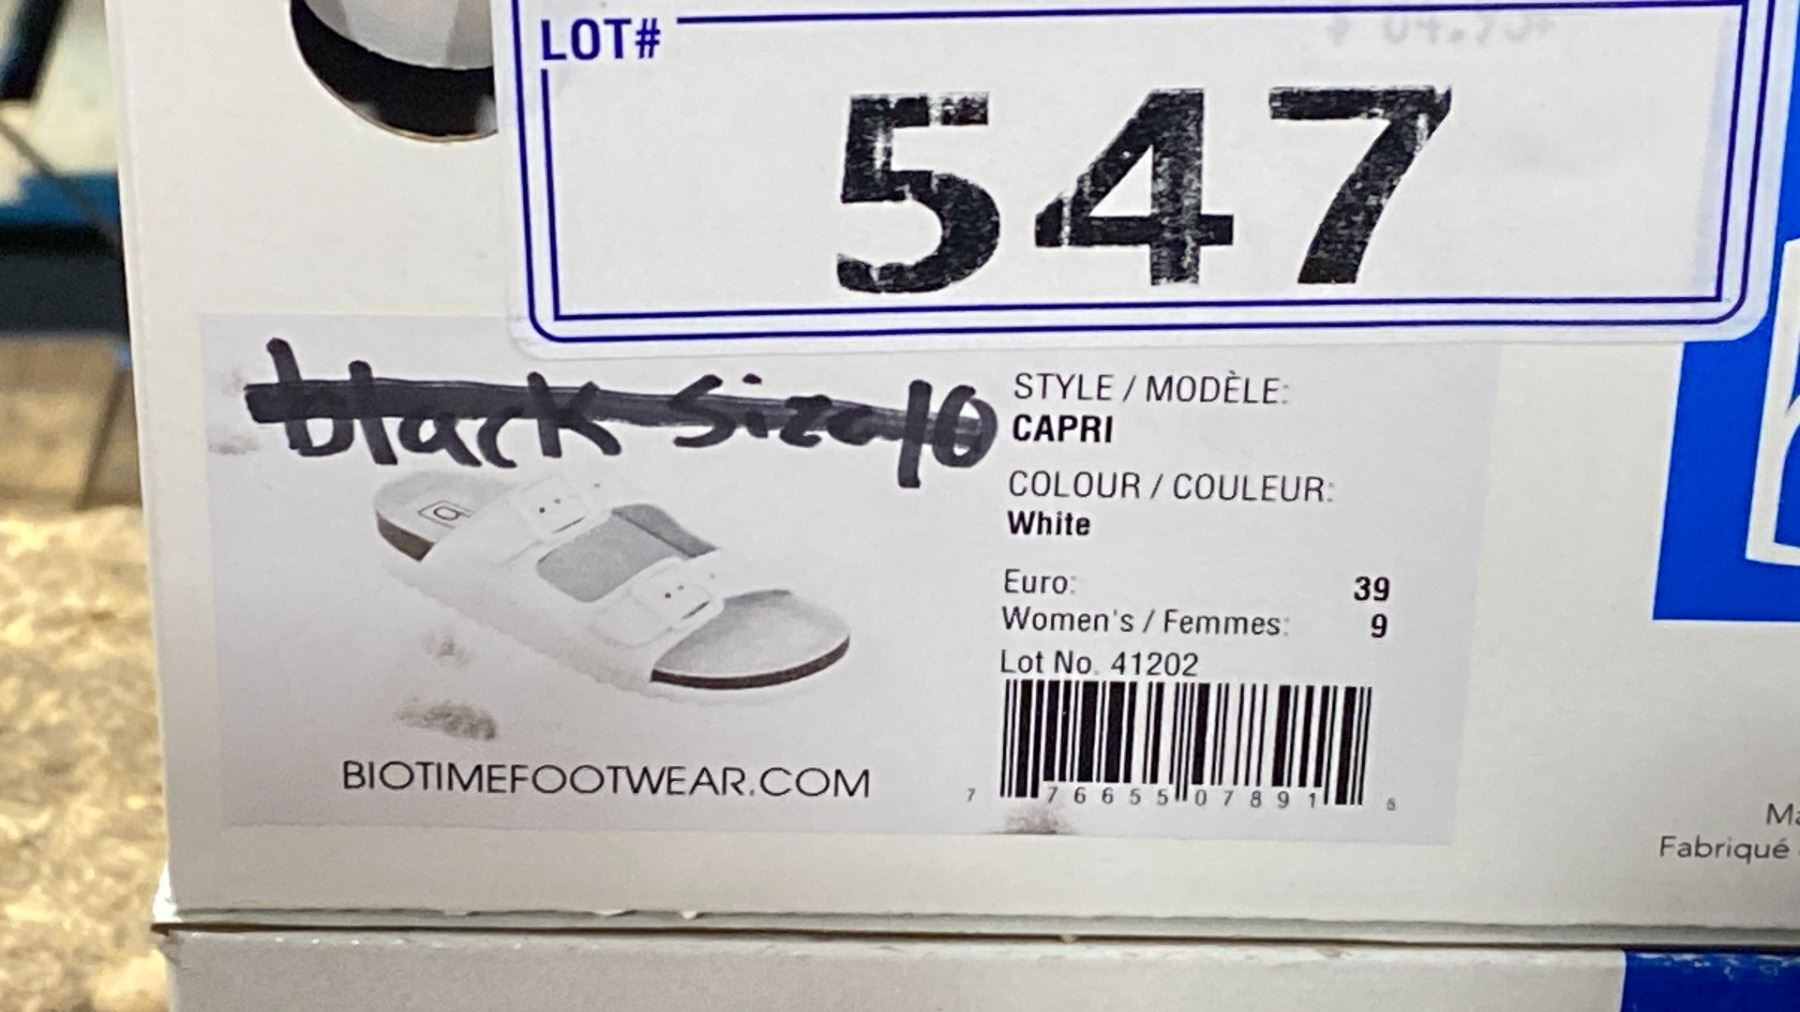 LOT#
547
black size 10
STYLE / MODÈLE:
CAPRI
COLOUR / COULEUR:
White
Euro: 39
Women's / Femmes: 9
Lot No. 41202
7 76655 07891 6
BIOTIMEFOOTWEAR.COM
Fabriqué